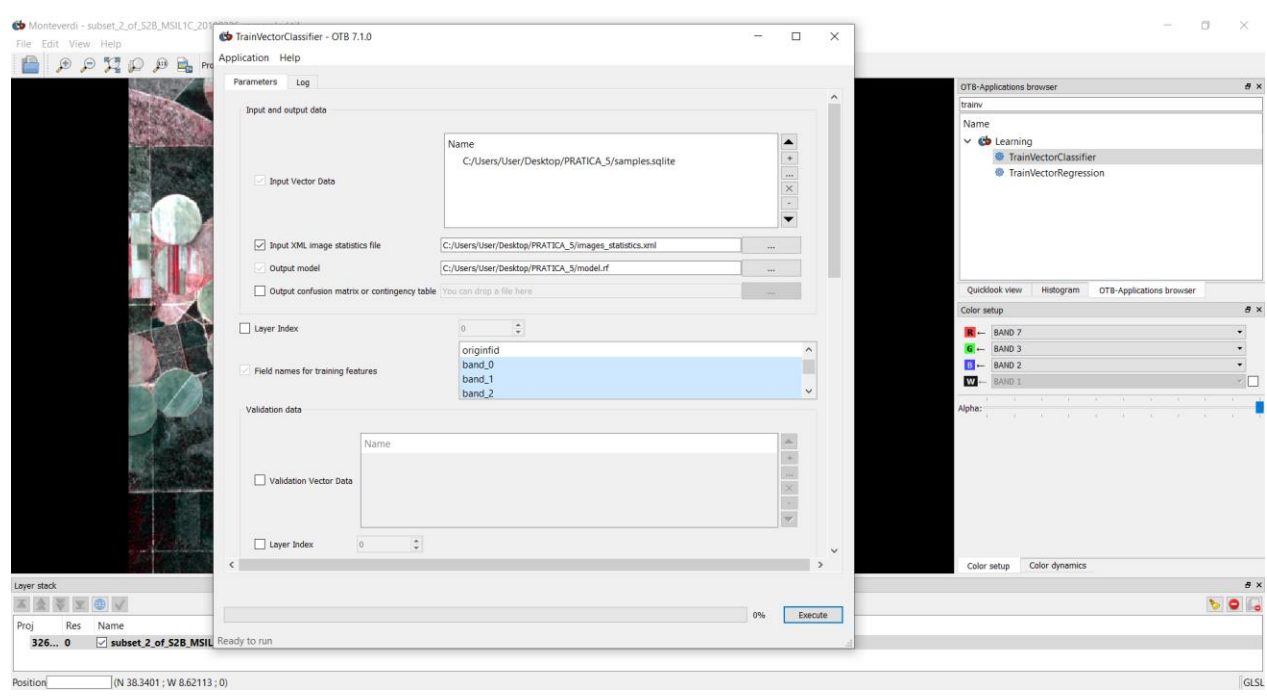 Monteverdi - subset_2_of_S2B_MSIL1C_201
File Edit View Help
TrainVectorClassifier - OTB 7.1.0
Application Help
Parameters Log
Input and output data
Name
C:/Users/User/Desktop/PRATICA_5/samples.sqlite
Input Vector Data
+
...
-
Input XML image statistics file C:/Users/User/Desktop/PRATICA_5/images_statistics.xml ...
Output model C:/Users/User/Desktop/PRATICA_5/model.rf ...
Output confusion matrix or contingency table You can drop a file here ...
Layer Index 0
Field names for training features
originfid
band_0
band_1
band_2
Validation data
Name
Validation Vector Data
+
...
-
Layer Index 0
0% Execute
Ready to run
OTB-Applications browser
trainv
Name
Learning
TrainVectorClassifier
TrainVectorRegression
Quicklook view Histogram OTB-Applications browser
Color setup
R BAND 7
G BAND 3
B BAND 2
W BAND 1
Alpha:
Color setup Color dynamics
Layer stack
Proj Res Name
326... 0 subset_2_of_S2B_MSIL
Position (N 38.3401 ; W 8.62113 ; 0) GLSL